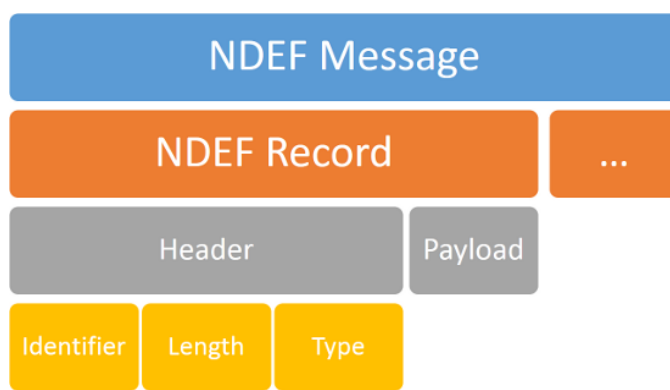 NDEF Message
NDEF Record
...
Header
Payload
Identifier
Length
Type